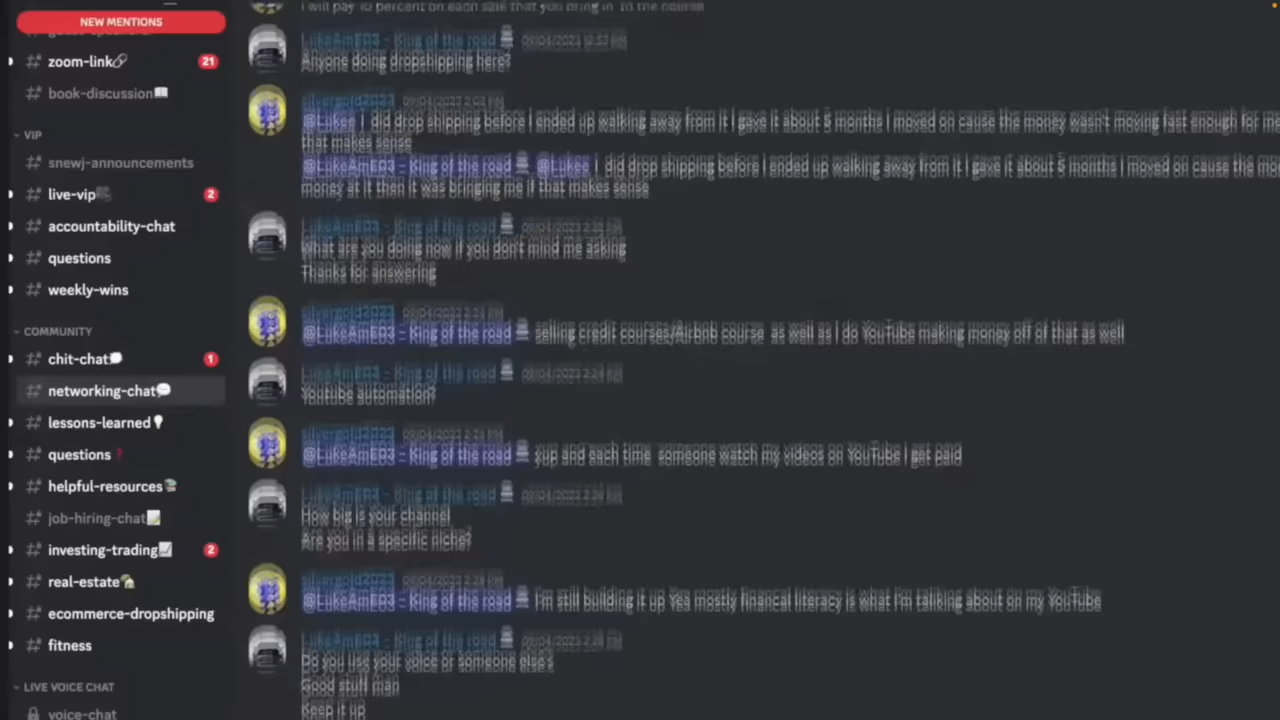 NEW MENTIONS
zoom-link
21
book-discussion
VIP
snewj-announcements
live-vip
2
accountability-chat
questions
weekly-wins
COMMUNITY
chit-chat
1
networking-chat
lessons-learned
questions
helpful-resources
job-hiring-chat
investing-trading
2
real-estate
ecommerce-dropshipping
fitness
LIVE VOICE CHAT
voice-chat
i will pay 10 percent on each sale that you bring in to the course
LukeAmE03 - King of the road
Anyone doing dropshipping here?
silvergold2023
@Lukee I did drop shipping before I ended up walking away from it I gave it about 5 months I moved on cause the money wasn't moving fast enough for me
that makes sense
@LukeAmE03 - King of the road @Lukee I did drop shipping before I ended up walking away from it I gave it about 5 months I moved on cause the
money at it then it was bringing me if that makes sense
LukeAmE03 - King of the road
What are you doing now if you don't mind me asking
Thanks for answering
silvergold2023
@LukeAmE03 - King of the road selling credit courses/Airbnb course as well as I do YouTube making money off of that as well
LukeAmE03 - King of the road
Youtube automation?
silvergold2023
@LukeAmE03 - King of the road yup and each time someone watch my videos on YouTube I get paid
LukeAmE03 - King of the road
How big is your channel
Are you in a specific niche?
silvergold2023
@LukeAmE03 - King of the road I'm still building it up Yea mostly financal literacy is what I'm talking about on my YouTube
LukeAmE03 - King of the road
Do you use your voice or someone else's
Good stuff man
Keep it up